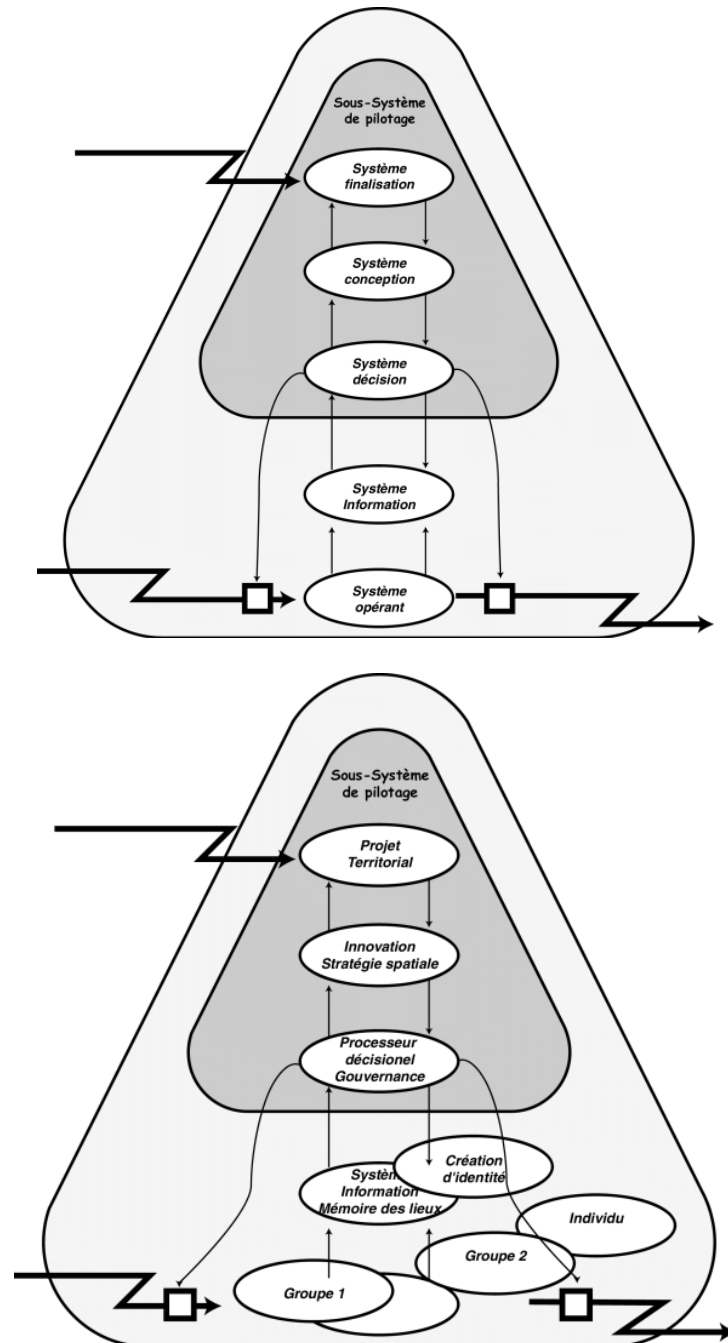 Sous-Système
de pilotage
Système
finalisation
Système
conception
Système
décision
Système
Information
Système
opérant
Sous-Système
de pilotage
Projet
Territorial
Innovation
Stratégie spatiale
Processeur
décisionel
Gouvernance
Création
d'identité
Systèm
Information
Mémoire des lieux
Individu
Groupe 2
Groupe 1